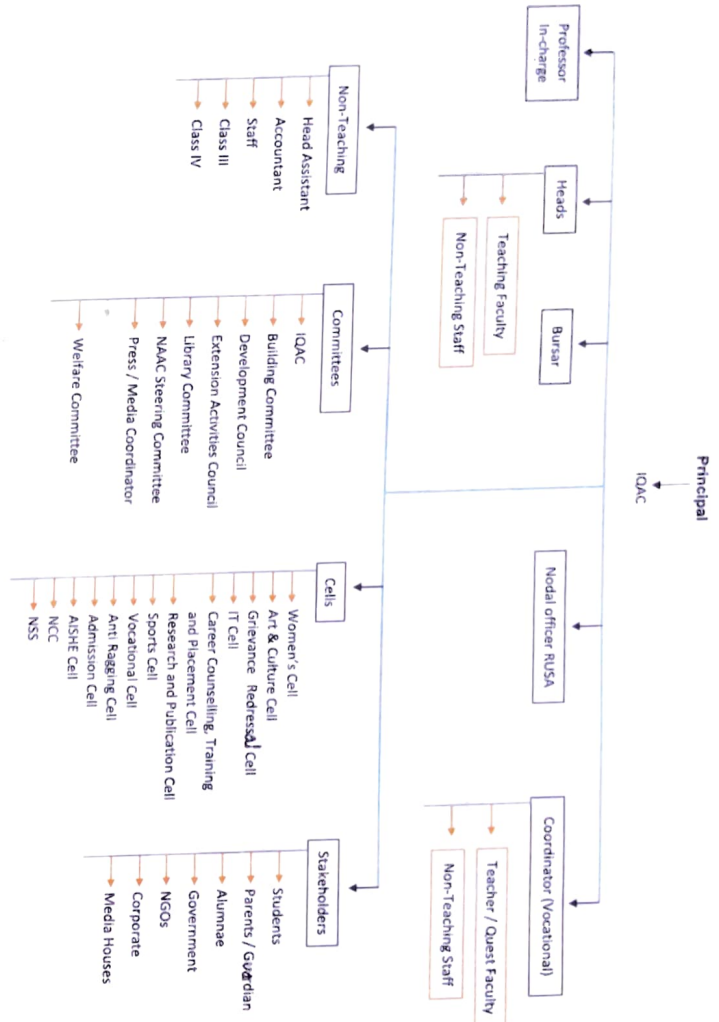 Principal
IQAC
Professor
In-charge
Heads
Teaching Faculty
Non-Teaching Staff
Bursar
Nodal officer RUSA
Coordinator (Vocational)
Teacher / Quest Faculty
Non-Teaching Staff
Non-Teaching
Head Assistant
Accountant
Staff
Class III
Class IV
Committees
IQAC
Building Committee
Development Council
Extension Activities Council
Library Committee
NAAC Steering Committee
Press / Media Coordinator
Welfare Committee
Cells
Women's Cell
Art & Culture Cell
Grievance Redressal Cell
IT Cell
Career Counselling, Training
and Placement Cell
Research and Publication Cell
Sports Cell
Vocational Cell
Anti Ragging Cell
Admission Cell
AISHE Cell
NCC
NSS
Stakeholders
Students
Parents / Guardian
Alumnae
Government
NGOs
Corporate
Media Houses